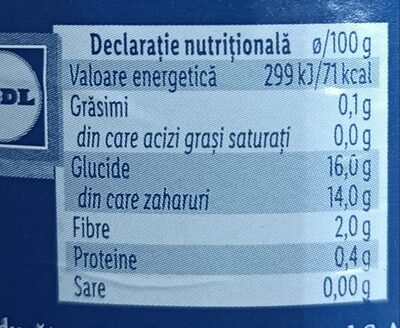 Declarație nutrițională ø/100 g
Valoare energetică 299 kJ/71 kcal
Grăsimi 0,1 g
din care acizi grași saturați 0,0 g
Glucide 16,0 g
din care zaharuri 14,0 g
Fibre 2,0 g
Proteine 0,4 g
Sare 0,00 g
DL